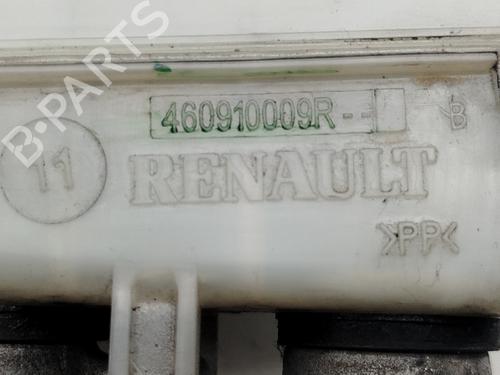 B-PARTS
460910009R-- B
11 RENAULT
>PP<